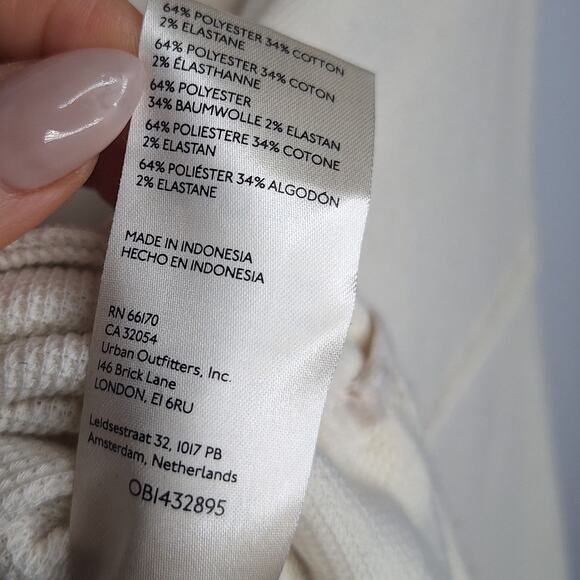 64% POLYESTER 34% COTTON
2% ELASTANE
64% POLYESTER 34% COTON
2% ÉLASTHANNE
64% POLYESTER
34% BAUMWOLLE 2% ELASTAN
64% POLIESTERE 34% COTONE
2% ELASTAN
64% POLIÉSTER 34% ALGODÓN
2% ELASTANE
MADE IN INDONESIA
HECHO EN INDONESIA
RN 66170
CA 32054
Urban Outfitters, Inc.
146 Brick Lane
LONDON, E1 6RU
Leidsestraat 32, 1017 PB
Amsterdam, Netherlands
OB1432895